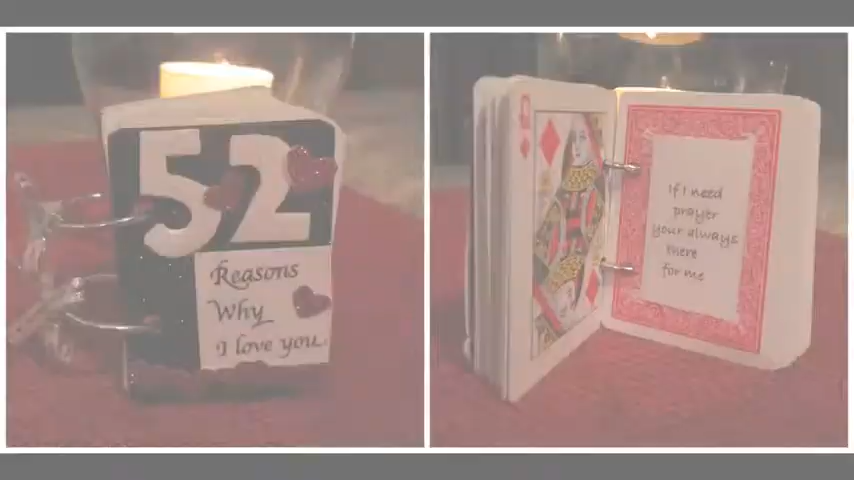 52
Reasons
Why
I love you
Q
If I need
prayer
your always
there
for me